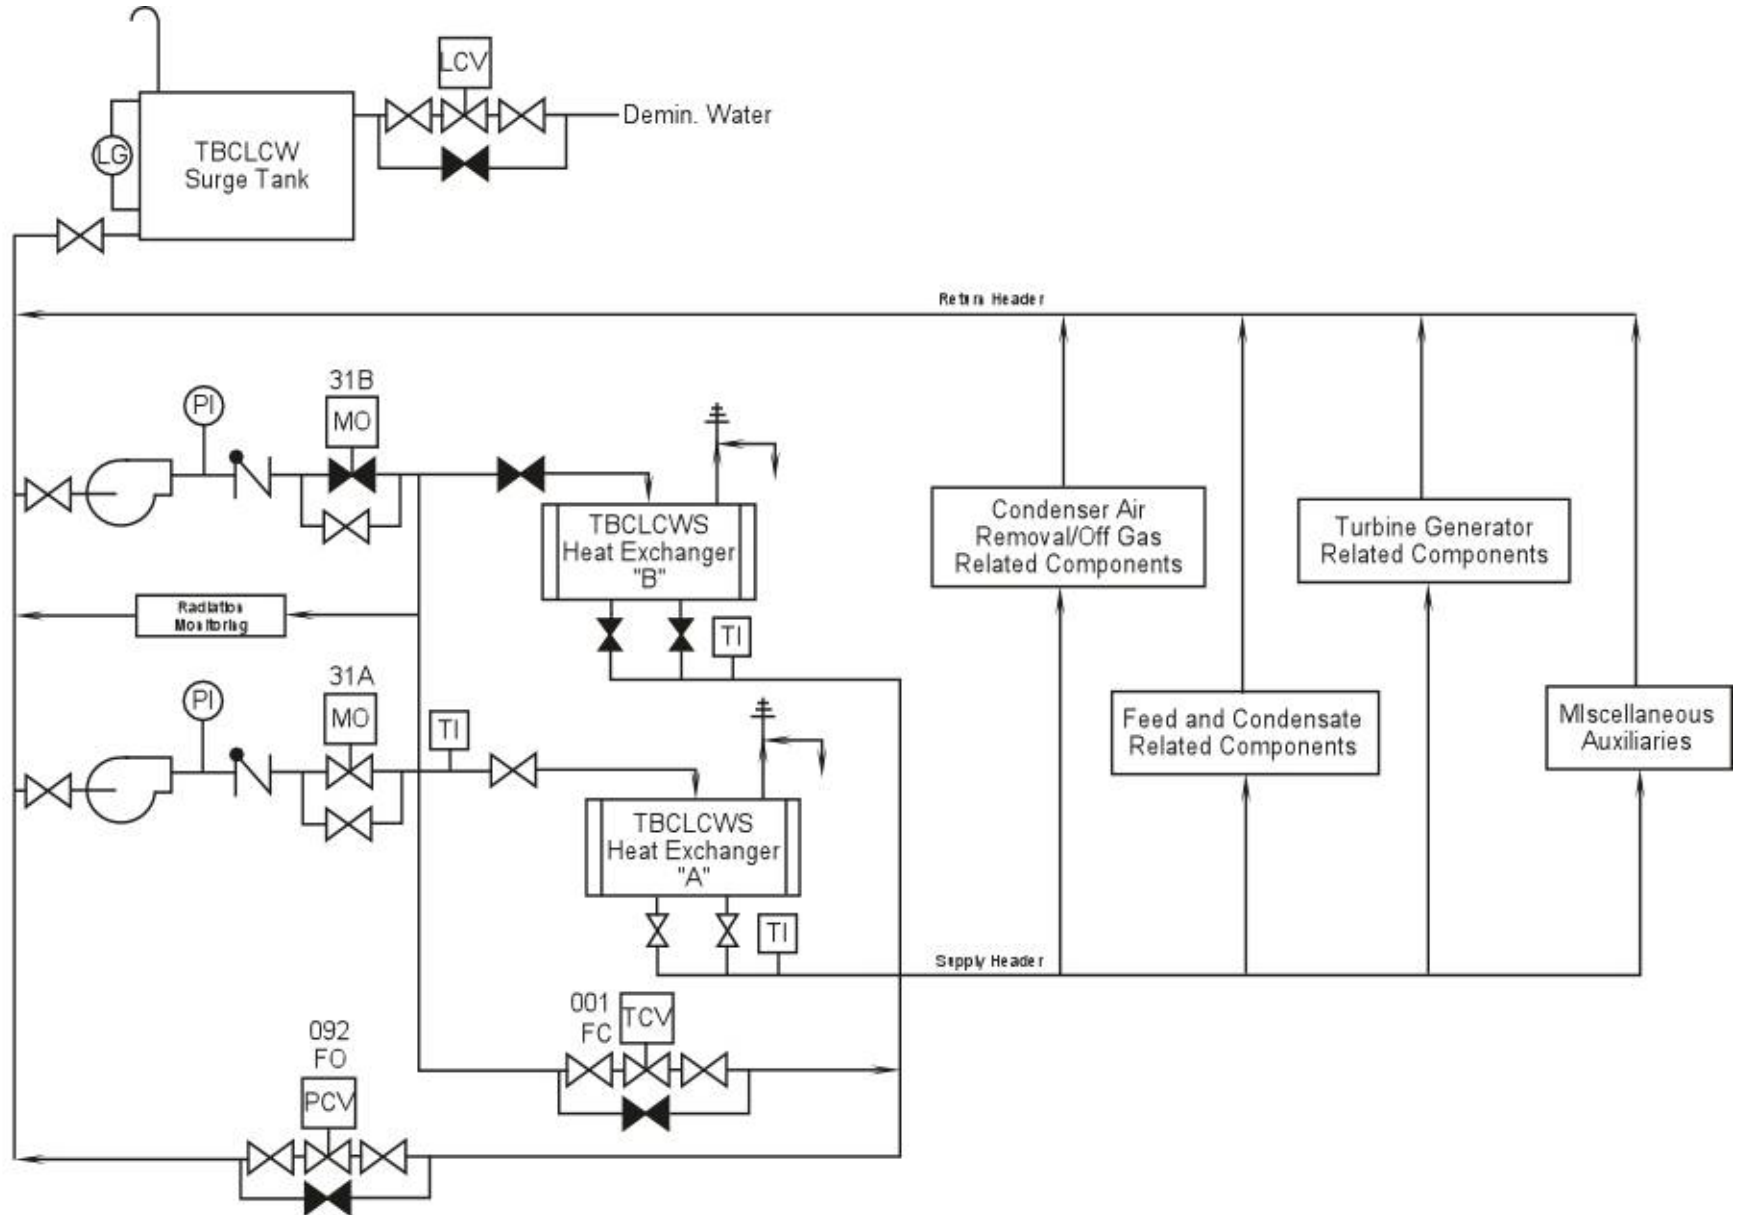 LCV
Demin. Water
LG
TBCLCW
Surge Tank
Return Header
31B
PI
MO
TBCLCWS
Heat Exchanger
"B"
Condenser Air
Removal/Off Gas
Related Components
Turbine Generator
Related Components
Radiation
Monitoring
TI
31A
PI
MO
TI
Feed and Condensate
Related Components
MIscellaneous
Auxiliaries
TBCLCWS
Heat Exchanger
"A"
TI
Supply Header
001
FC
TCV
092
FO
PCV